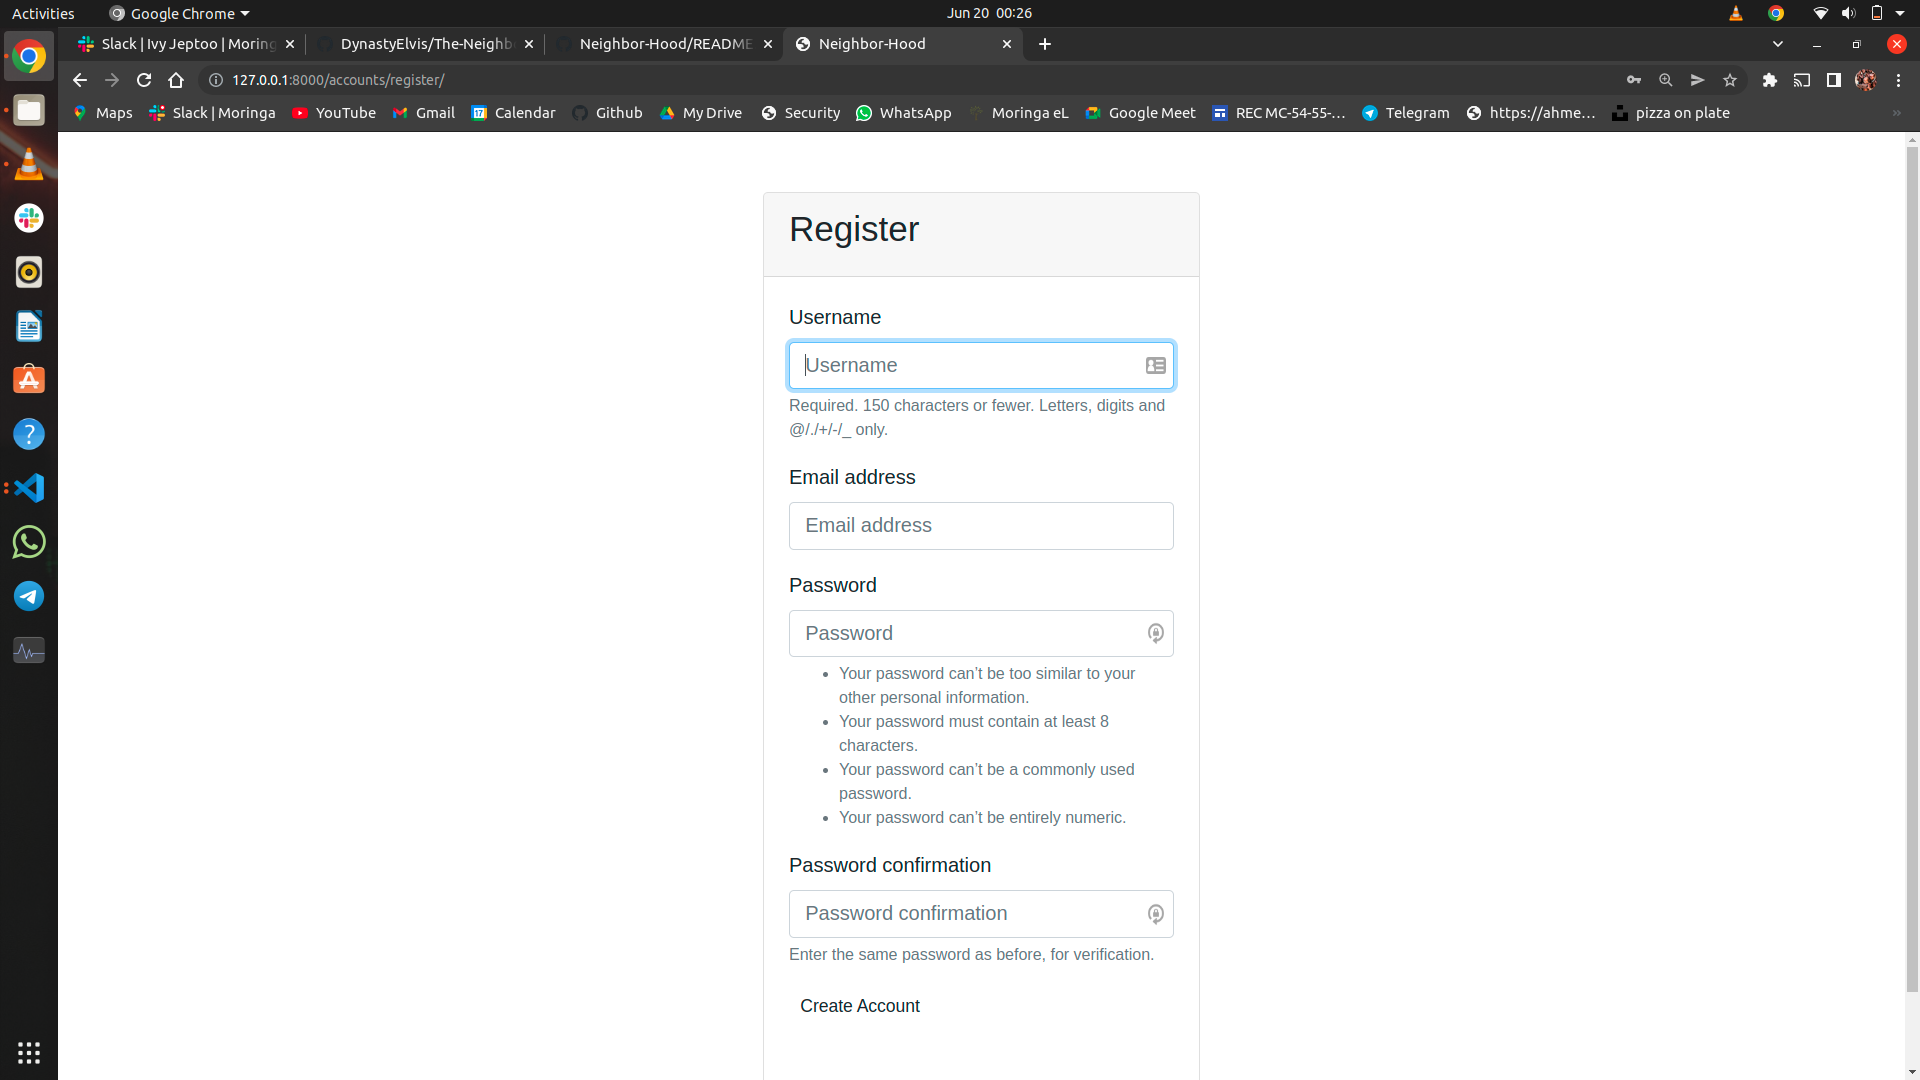 Activities
Google Chrome
Jun 20 00:26
Slack | Ivy Jeptoo | Moring
DynastyElvis/The-Neighb
Neighbor-Hood/README
Neighbor-Hood
127.0.0.1:8000/accounts/register/
Maps
Slack | Moringa
YouTube
Gmail
Calendar
Github
My Drive
Security
WhatsApp
Moringa eL
Google Meet
REC MC-54-55-...
Telegram
https://ahme...
pizza on plate
Register
Username
Username
Required. 150 characters or fewer. Letters, digits and
@/./+/-/_ only.
Email address
Email address
Password
Password
• Your password can’t be too similar to your
other personal information.
• Your password must contain at least 8
characters.
• Your password can’t be a commonly used
password.
• Your password can’t be entirely numeric.
Password confirmation
Password confirmation
Enter the same password as before, for verification.
Create Account